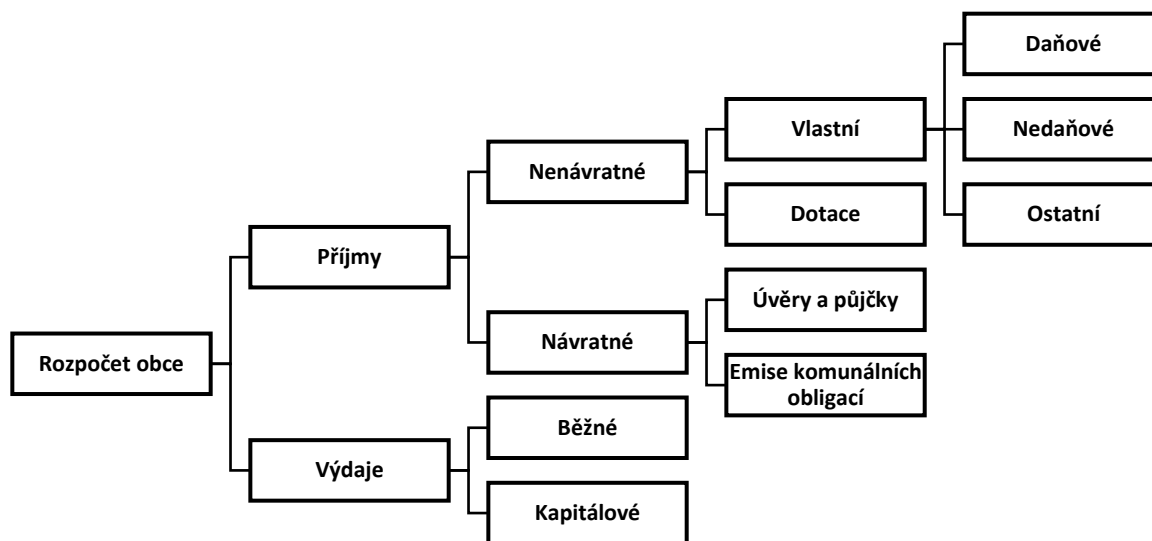 Daňové
Vlastní
Nedaňové
Nenávratné
Dotace
Ostatní
Příjmy
Úvěry a půjčky
Návratné
Rozpočet obce
Emise komunálních
obligací
Běžné
Výdaje
Kapitálové